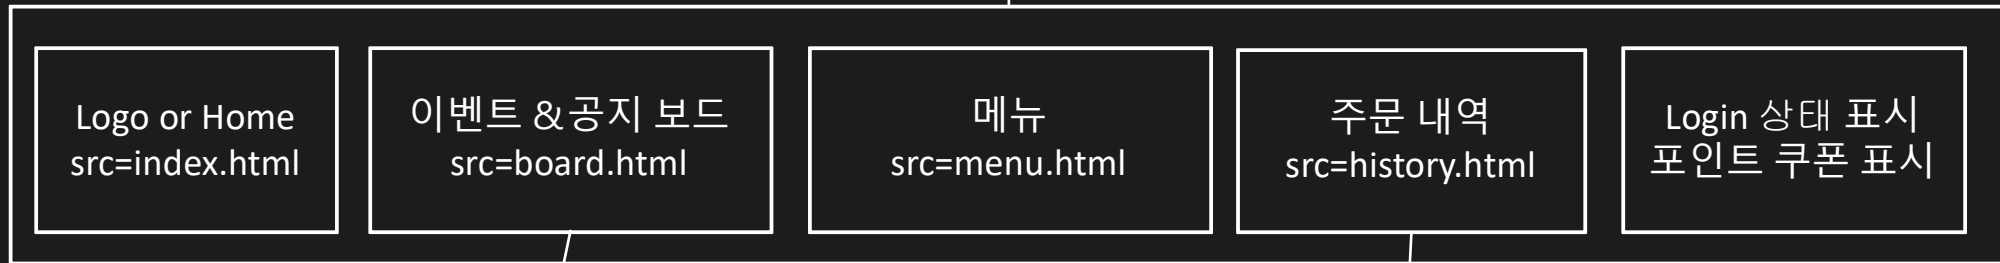 Logo or Home
src=index.html
이벤트 &공지 보드
src=board.html
메뉴
src=menu.html
주문 내역
src=history.html
Login 상태 표시
포인트 쿠폰 표시